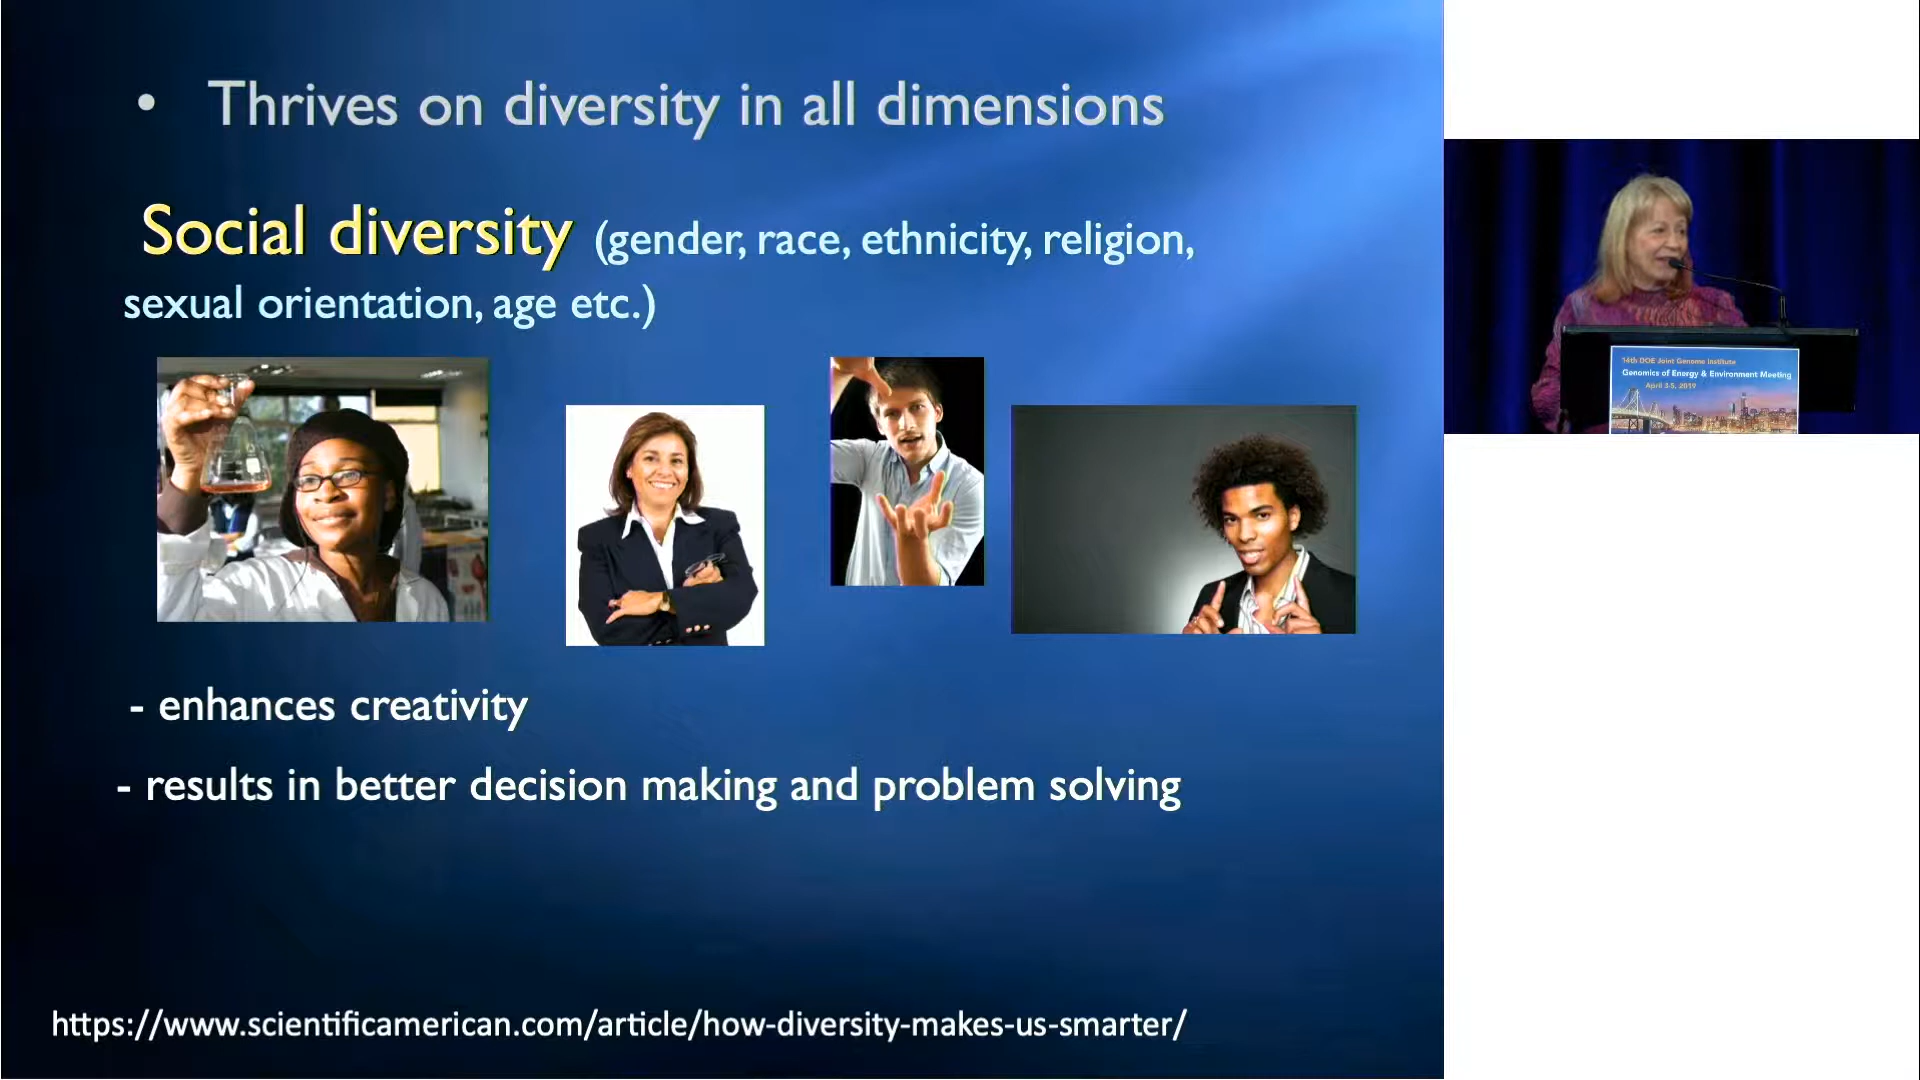 • Thrives on diversity in all dimensions
Social diversity (gender, race, ethnicity, religion,
sexual orientation, age etc.)
- enhances creativity
- results in better decision making and problem solving
https://www.scientificamerican.com/article/how-diversity-makes-us-smarter/
14th DOE Joint Genome Institute
Genomics of Energy & Environment Meeting
April 3-5, 2019